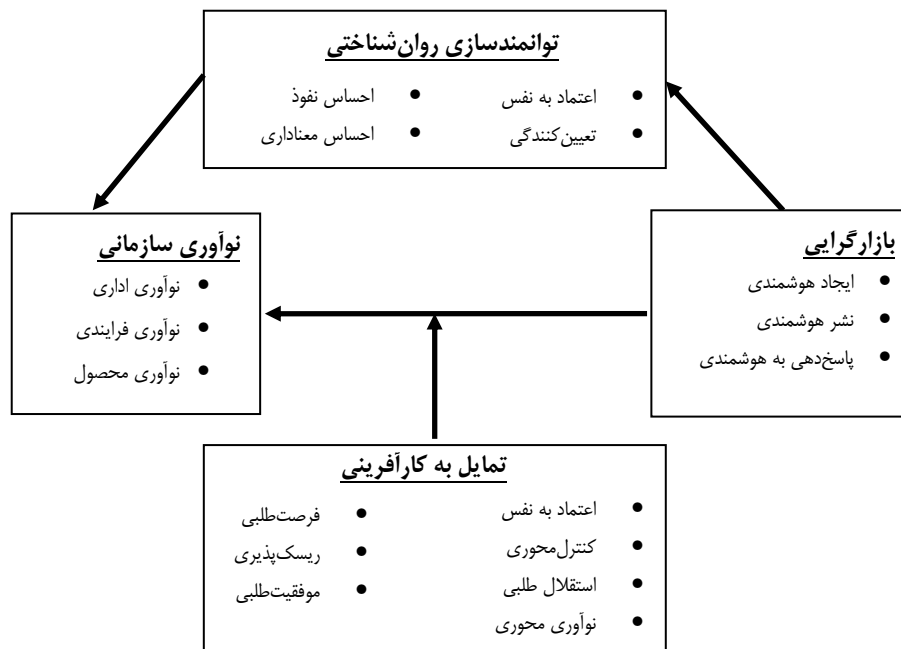 توانمندسازی روان‌شناختی
● اعتماد به نفس
● تعیین‌کنندگی
● احساس نفوذ
● احساس معناداری
بازارگرایی
● ایجاد هوشمندی
● نشر هوشمندی
● پاسخ‌دهی به هوشمندی
نوآوری سازمانی
● نوآوری اداری
● نوآوری فرایندی
● نوآوری محصول
تمایل به کارآفرینی
● اعتماد به نفس
● کنترل‌محوری
● استقلال طلبی
● نوآوری محوری
● فرصت‌طلبی
● ریسک‌پذیری
● موفقیت‌طلبی